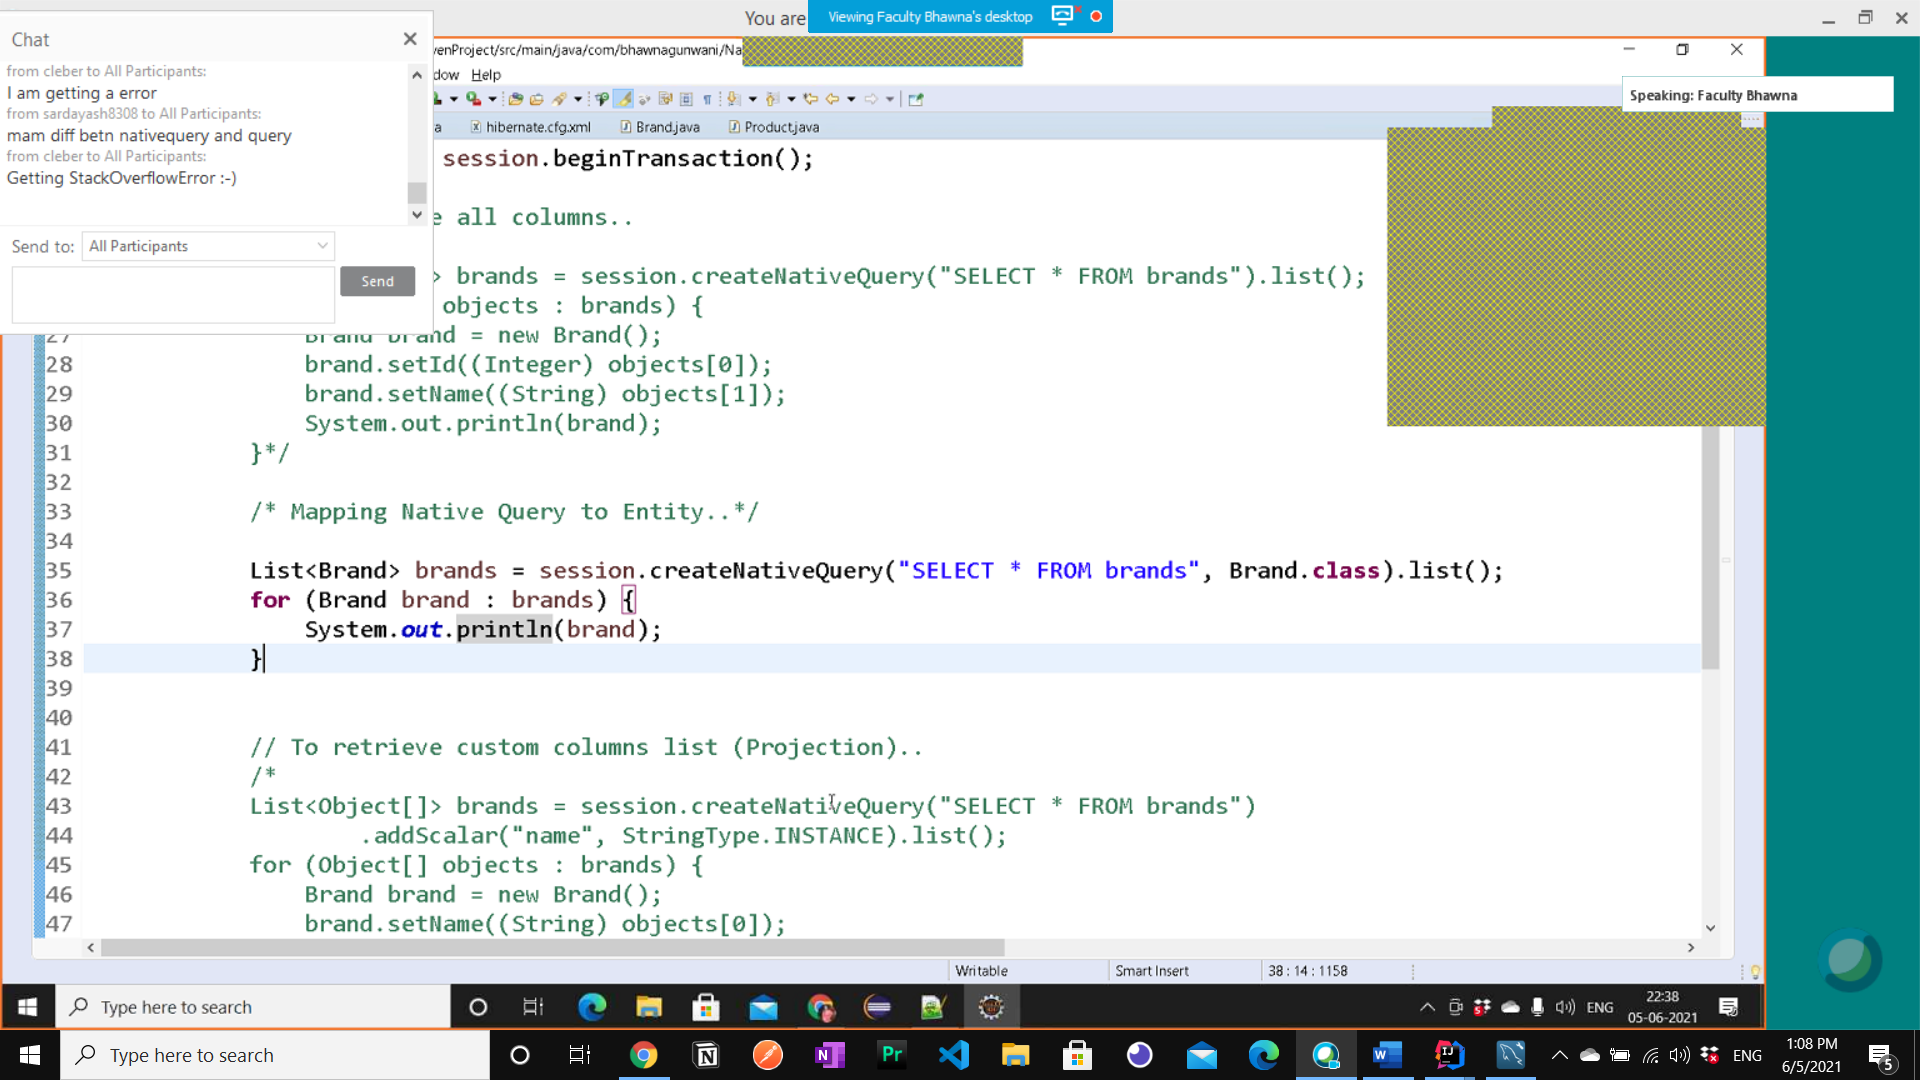 You are
Viewing Faculty Bhawna's desktop
Chat
from cleber to All Participants:
I am getting a error
from sardayash8308 to All Participants:
mam diff betn nativequery and query
from cleber to All Participants:
Getting StackOverflowError :-)
Send to: All Participants
Send
venProject/src/main/java/com/bhawnagunwani/Na
dow Help
Speaking: Faculty Bhawna
a hibernate.cfg.xml Brand.java Product.java
session.beginTransaction();
e all columns..
> brands = session.createNativeQuery("SELECT * FROM brands").list();
objects : brands) {
27 Brand brand = new Brand();
28 brand.setId((Integer) objects[0]);
29 brand.setName((String) objects[1]);
30 System.out.println(brand);
31 }*/
32
33 /* Mapping Native Query to Entity..*/
34
35 List<Brand> brands = session.createNativeQuery("SELECT * FROM brands", Brand.class).list();
36 for (Brand brand : brands) {
37 System.out.println(brand);
38 }
39
40
41 // To retrieve custom columns list (Projection)..
42 /*
43 List<Object[]> brands = session.createNativeQuery("SELECT * FROM brands")
44 .addScalar("name", StringType.INSTANCE).list();
45 for (Object[] objects : brands) {
46 Brand brand = new Brand();
47 brand.setName((String) objects[0]);
Writable Smart Insert 38 : 14 : 1158
Type here to search
ENG
22:38
05-06-2021
Type here to search
Pr
ENG
1:08 PM
6/5/2021
5